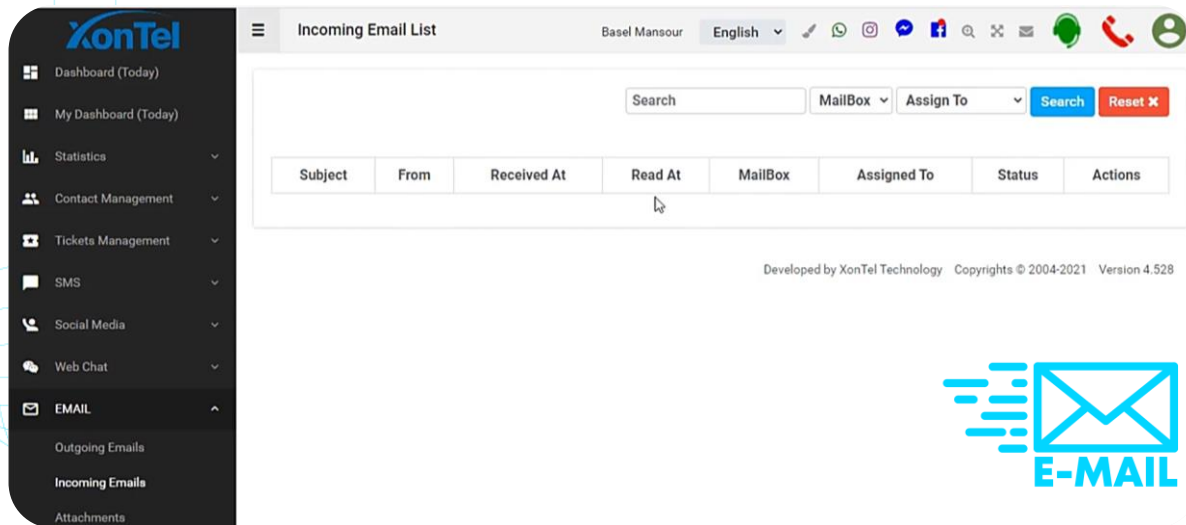 XonTel
Incoming Email List
Basel Mansour
English
Dashboard (Today)
My Dashboard (Today)
Statistics
Contact Management
Tickets Management
SMS
Social Media
Web Chat
EMAIL
Outgoing Emails
Incoming Emails
Attachments
Search
MailBox
Assign To
Search
Reset
Subject From Received At Read At MailBox Assigned To Status Actions
Developed by XonTel Technology Copyrights © 2004-2021 Version 4.528
E-MAIL